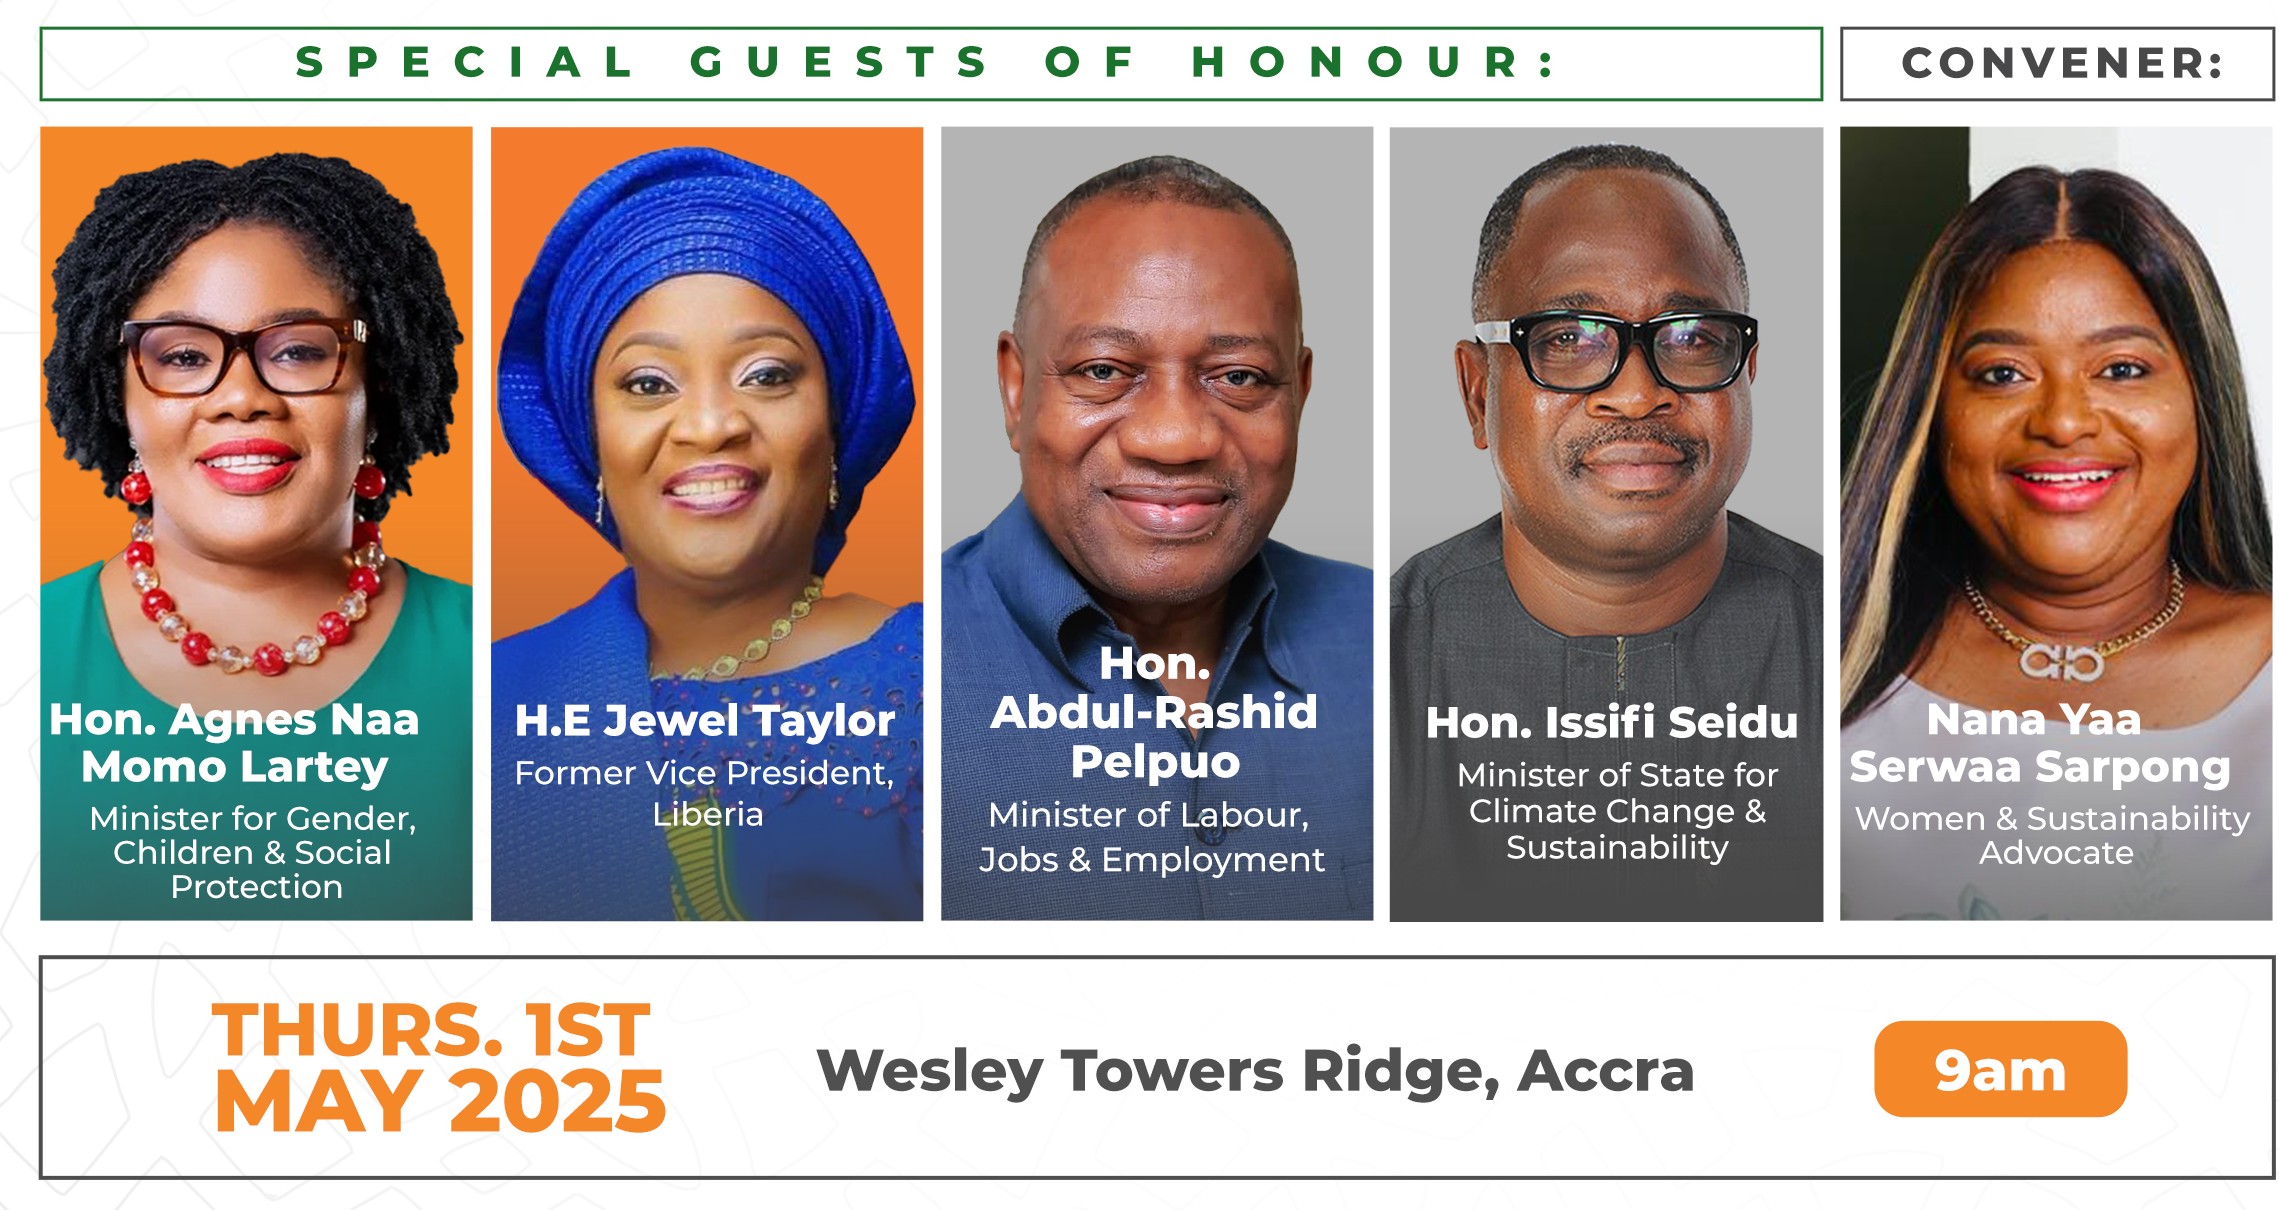 SPECIAL GUESTS OF HONOUR:
CONVENER:
Hon. Agnes Naa
Momo Lartey
Minister for Gender,
Children & Social
Protection
H.E Jewel Taylor
Former Vice President,
Liberia
Hon.
Abdul-Rashid
Pelpuo
Minister of Labour,
Jobs & Employment
Hon. Issifi Seidu
Minister of State for
Climate Change &
Sustainability
Nana Yaa
Serwaa Sarpong
Women & Sustainability
Advocate
THURS. 1ST
MAY 2025
Wesley Towers Ridge, Accra
9am